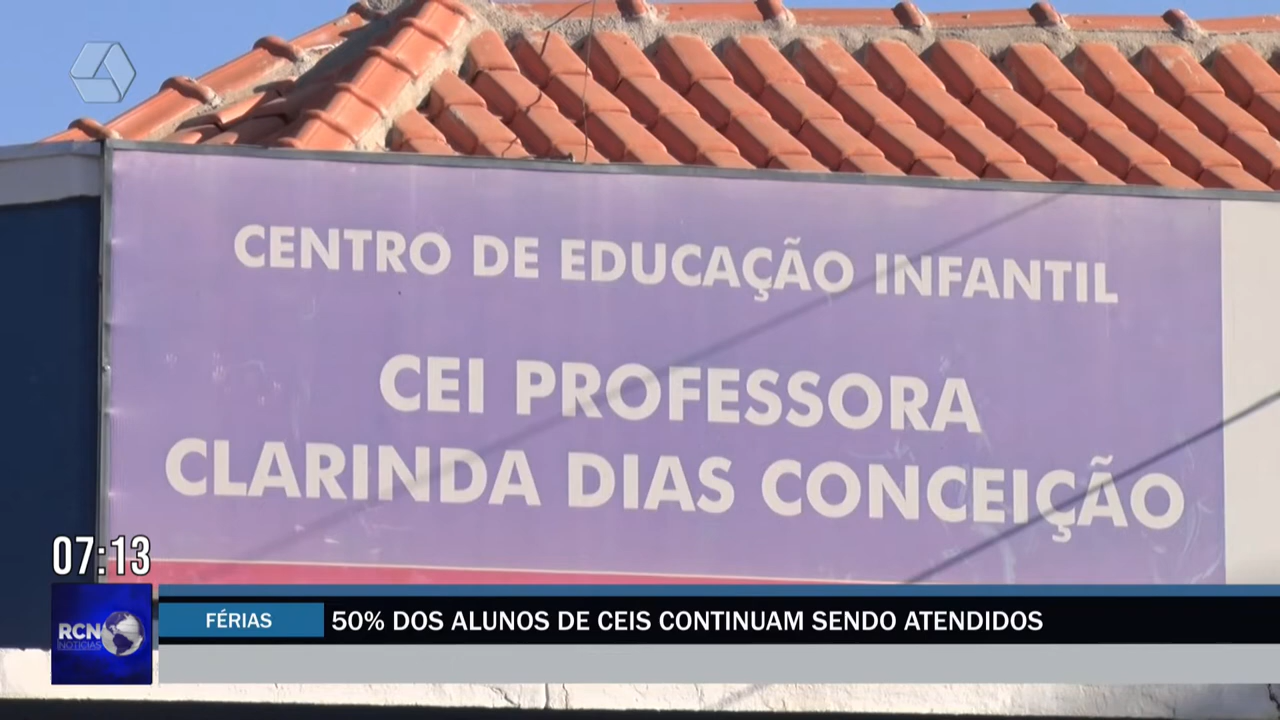 CENTRO DE EDUCAÇÃO INFANTIL
CEI PROFESSORA
CLARINDA DIAS CONCEIÇÃO
07:13
RCN
NOTÍCIAS
FÉRIAS
50% DOS ALUNOS DE CEIS CONTINUAM SENDO ATENDIDOS